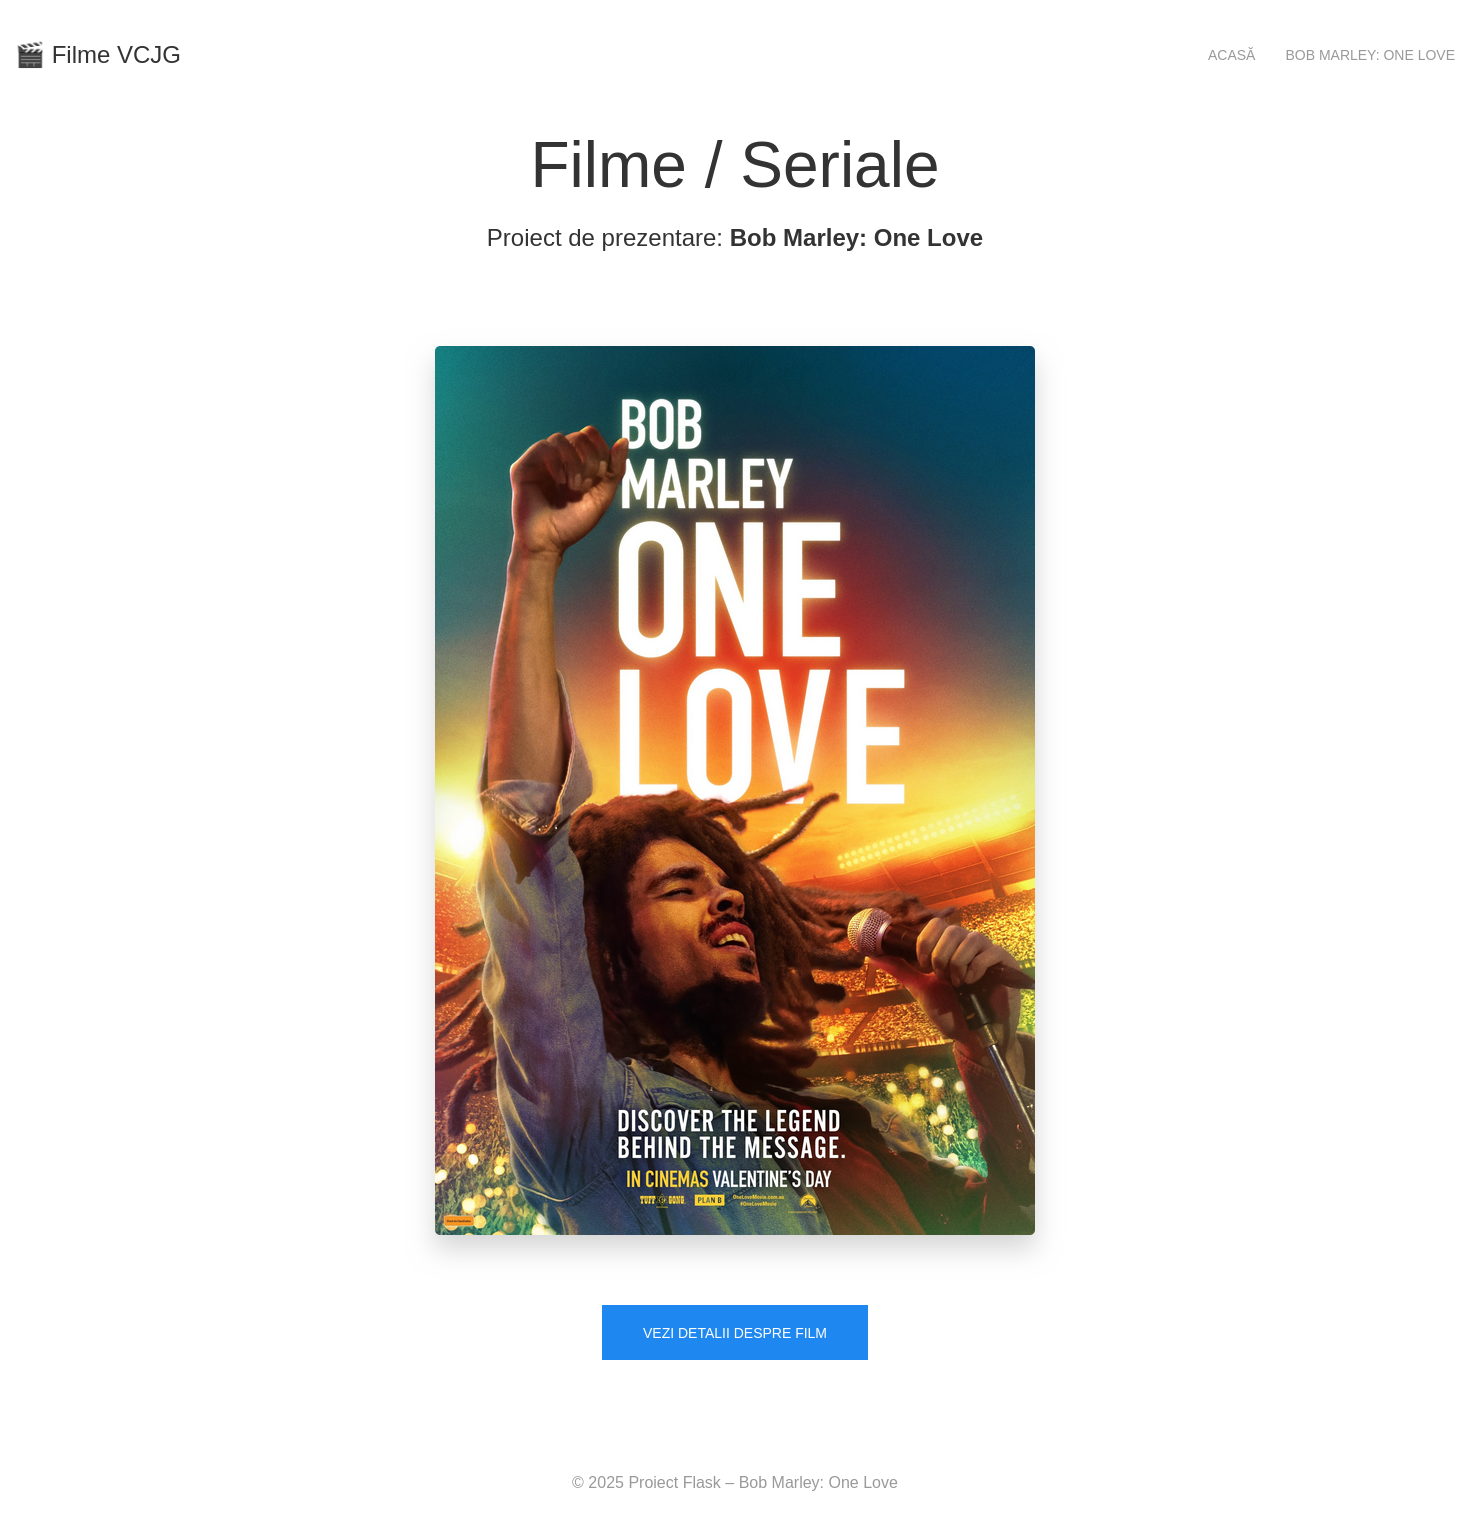 🎬 Filme VCJG
ACASĂ
BOB MARLEY: ONE LOVE
Filme / Seriale
Proiect de prezentare: Bob Marley: One Love
BOB
MARLEY
ONE
LOVE
DISCOVER THE LEGEND
BEHIND THE MESSAGE.
IN CINEMAS VALENTINE'S DAY
TUFF GONG
PLAN B
OneLoveMovie.com.au
#OneLoveMovie
VEZI DETALII DESPRE FILM
© 2025 Proiect Flask – Bob Marley: One Love